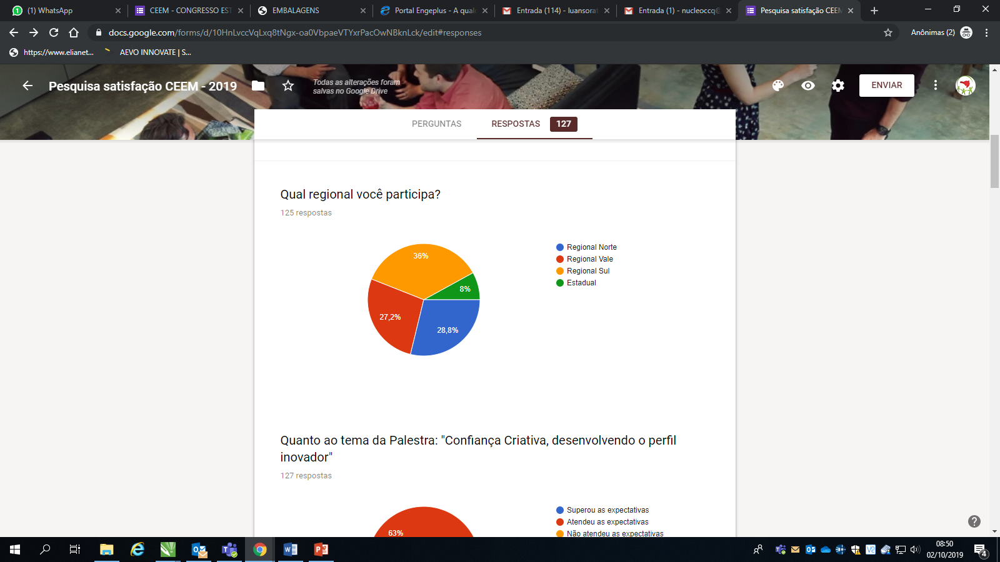 (1) WhatsApp
CEEM - CONGRESSO EST
EMBALAGENS
Portal Engeplus - A qual
Entrada (114) - luansorat
Entrada (1) - nucleoccq@
Pesquisa satisfação CEEM
docs.google.com/forms/d/10HnLvccVqLxq8tNgx-oa0VbpaeVTYxrPacOwNBknLck/edit#responses
Anônimas (2)
https://www.elianet...
AEVO INNOVATE | S...
Pesquisa satisfação CEEM - 2019
Todas as alterações foram
salvas no Google Drive
ENVIAR
PERGUNTAS
RESPOSTAS
127
Qual regional você participa?
125 respostas
36%
8%
27,2%
28,8%
Regional Norte
Regional Vale
Regional Sul
Estadual
Quanto ao tema da Palestra: "Confiança Criativa, desenvolvendo o perfil
inovador"
127 respostas
63%
Superou as expectativas
Atendeu as expectativas
Não atendeu as expectativas
08:50
02/10/2019
4